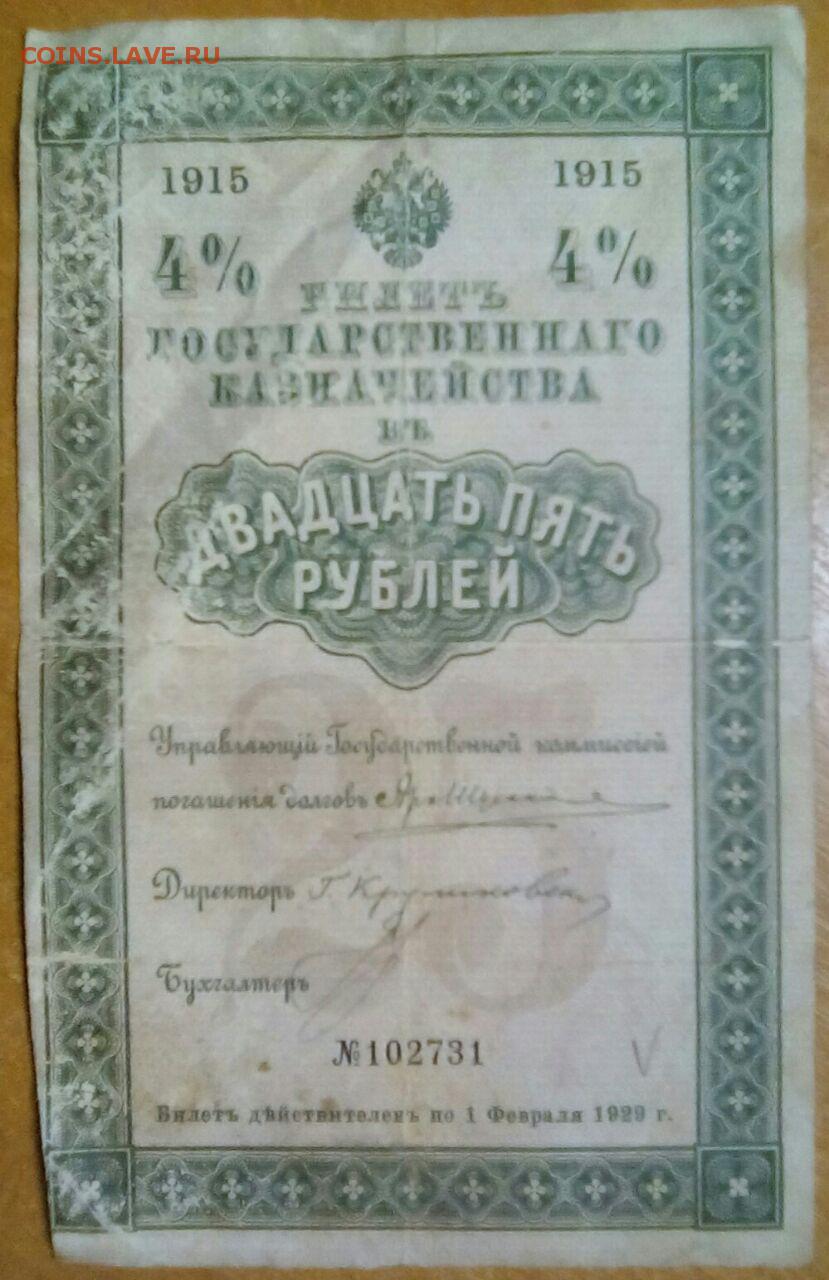 COINS.LAVE.RU
1915 1915
4% 4%
БИЛЕТЪ
ГОСУДАРСТВЕННАГО
КАЗНАЧЕЙСТВА
ВЪ
ДВАДЦАТЬ ПЯТЬ
РУБЛЕЙ
25
Управляющій Государственной коммиссіей
погашенія долговъ
Директоръ
Бухгалтеръ
№102731
V
Билетъ дѣйствителенъ по 1 Февраля 1929 г.